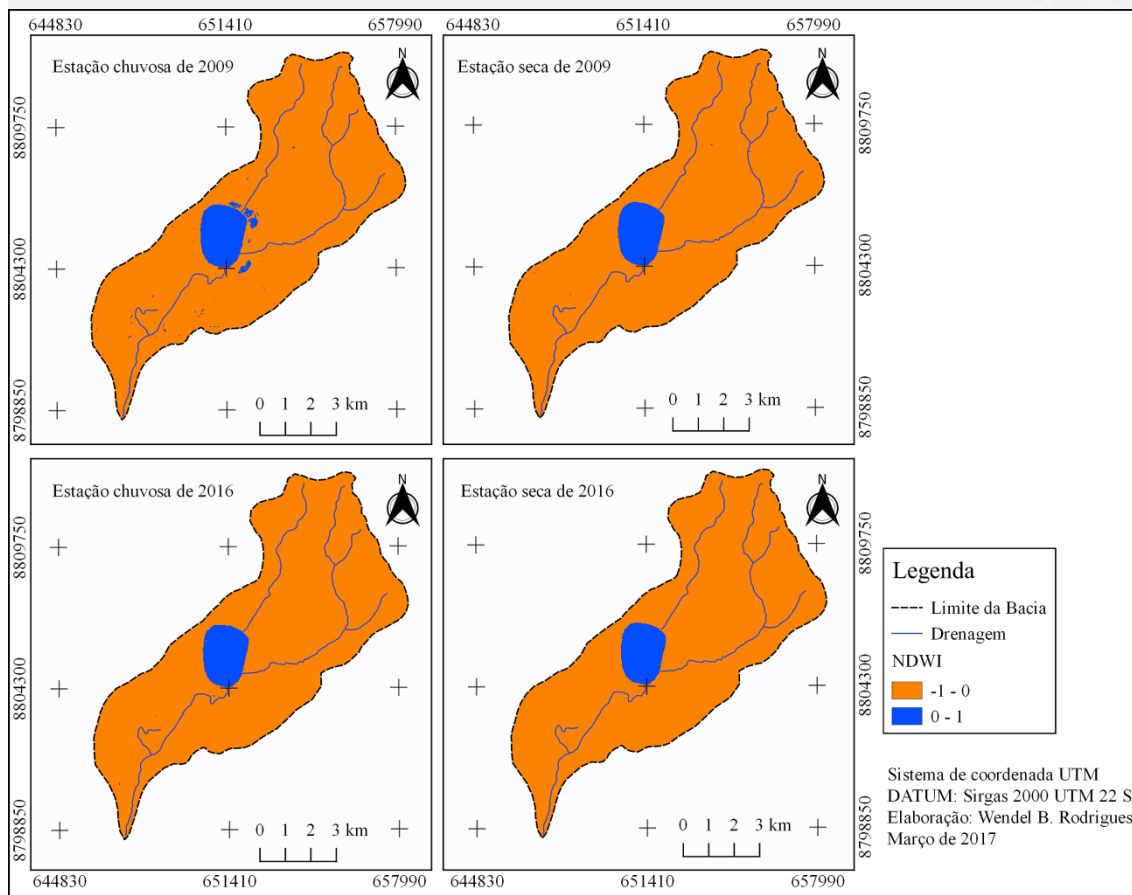 644830 651410 657990 644830 651410 657990
Estação chuvosa de 2009
N
8809750
8804300
8798850
0 1 2 3 km
Estação seca de 2009
N
8809750
8804300
8798850
0 1 2 3 km
Estação chuvosa de 2016
N
8809750
8804300
8798850
0 1 2 3 km
Estação seca de 2016
N
8809750
8804300
8798850
0 1 2 3 km
644830 651410 657990 644830 651410 657990
Legenda
Limite da Bacia
Drenagem
NDWI
-1 - 0
0 - 1
Sistema de coordenada UTM
DATUM: Sirgas 2000 UTM 22 S
Elaboração: Wendel B. Rodrigues
Março de 2017